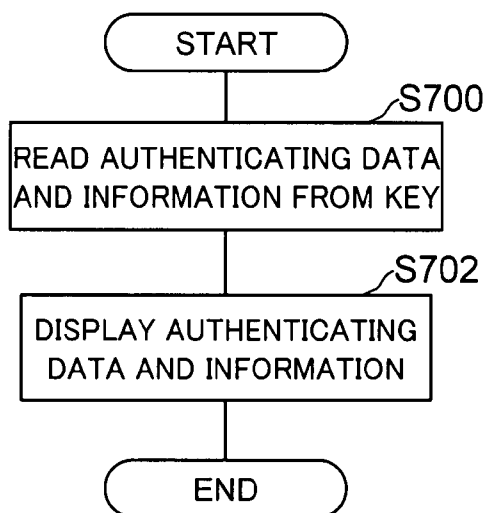 START
S700
READ AUTHENTICATING DATA
AND INFORMATION FROM KEY
S702
DISPLAY AUTHENTICATING
DATA AND INFORMATION
END